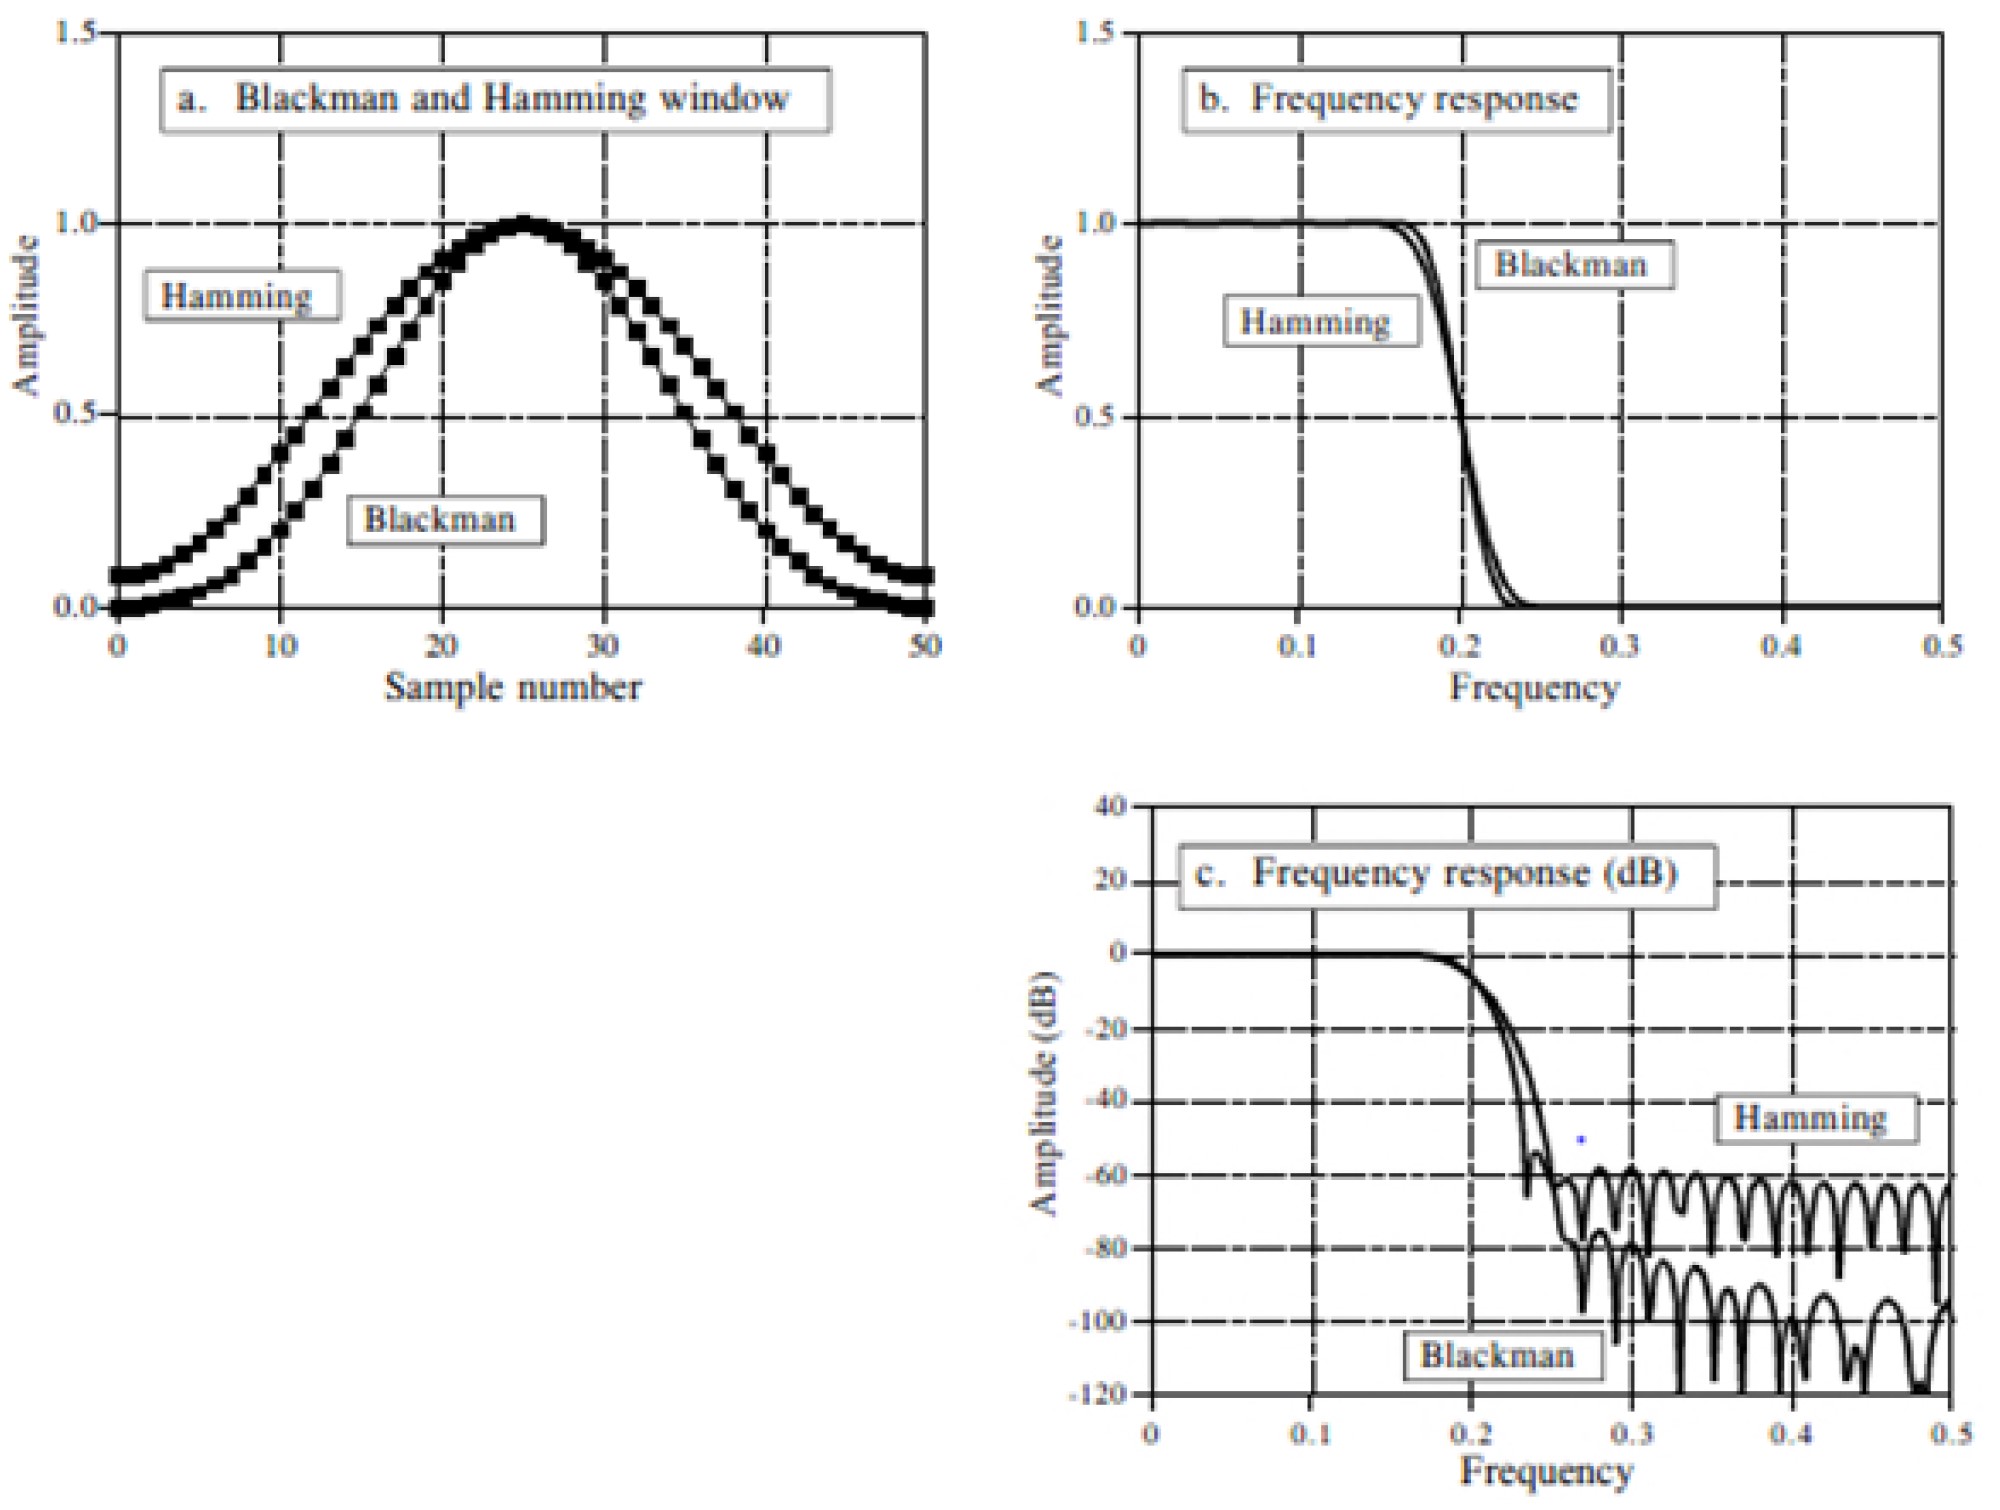 a. Blackman and Hamming window
1.5
1.0
0.5
0.0
Amplitude
Hamming
Blackman
0 10 20 30 40 50
Sample number
b. Frequency response
1.5
1.0
0.5
0.0
Amplitude
Blackman
Hamming
0 0.1 0.2 0.3 0.4 0.5
Frequency
c. Frequency response (dB)
40
20
0
-20
-40
-60
-80
-100
-120
Amplitude (dB)
Hamming
Blackman
0 0.1 0.2 0.3 0.4 0.5
Frequency